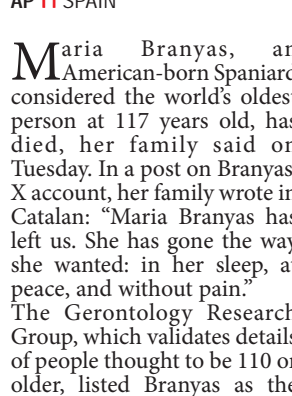 AP 11 SPAIN
Maria Branyas, an
American-born Spaniard
considered the world's oldest
person at 117 years old, has
died, her family said on
Tuesday. In a post on Branyas
X account, her family wrote in
Catalan: “Maria Branyas has
left us. She has gone the way
she wanted: in her sleep, at
peace, and without pain.”
The Gerontology Research
Group, which validates details
of people thought to be 110 or
older, listed Branyas as the